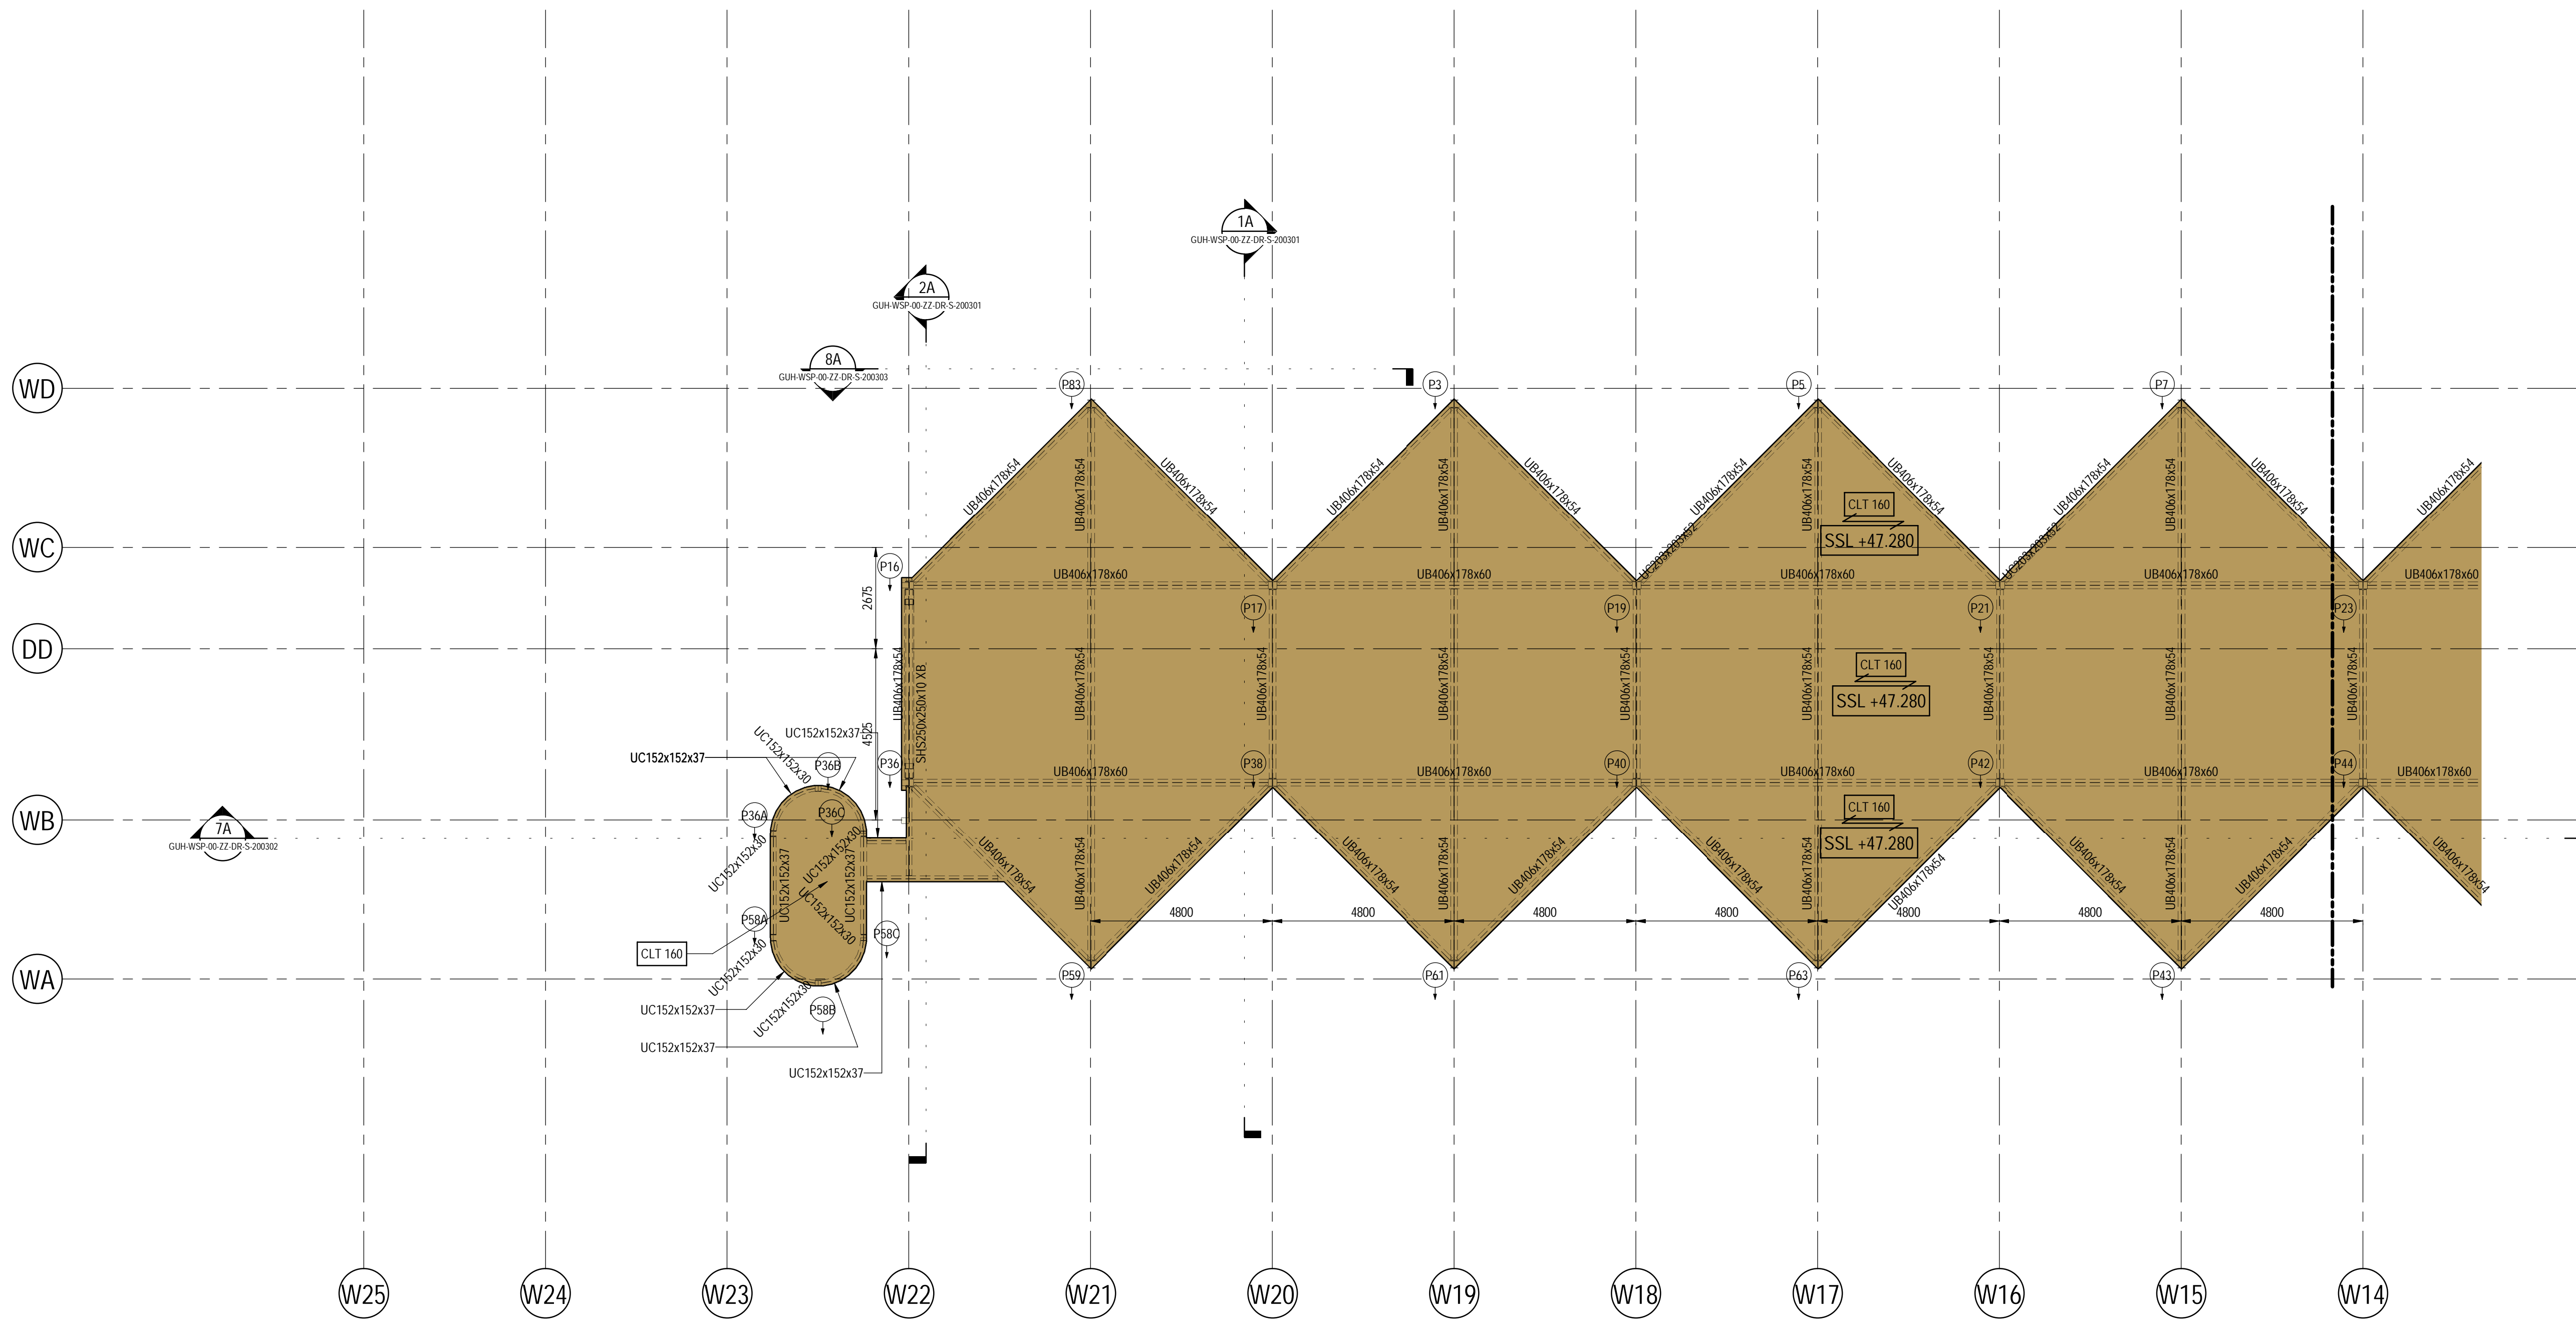 1A
GUH-WSP-00-ZZ-DR-S-200301
2A
GUH-WSP-00-ZZ-DR-S-200301
8A
GUH-WSP-00-ZZ-DR-S-200303
WD
P83
P3
P5
P7
UB406x178x54
UB406x178x54
UB406x178x54
UB406x178x54
UB406x178x54
UB406x178x54
UB406x178x54
UB406x178x54
UB406x178x54
UB406x178x54
UB406x178x54
UB406x178x54
UB406x178x54
CLT 160
SSL +47.280
UC203x203x52
UC203x203x52
WC
P16
2675
UB406x178x60
UB406x178x60
UB406x178x60
UB406x178x60
UB406x178x60
P17
P19
P21
P23
DD
CLT 160
SSL +47.280
UB406x178x54
SHS250x250x10 XB
UB406x178x54
UB406x178x54
UB406x178x54
UB406x178x54
UB406x178x54
UB406x178x54
UB406x178x54
UB406x178x54
4525
UC152x152x37
UC152x152x30
UC152x152x37
P36B
P36
P38
P40
P42
P44
UB406x178x60
UB406x178x60
UB406x178x60
UB406x178x60
UB406x178x60
CLT 160
SSL +47.280
WB
7A
GUH-WSP-00-ZZ-DR-S-200302
P36A
P36C
UC152x152x30
UC152x152x37
UC152x152x30
UC152x152x37
UC152x152x30
UB406x178x54
UB406x178x54
UB406x178x54
UB406x178x54
UB406x178x54
UB406x178x54
UB406x178x54
UB406x178x54
UB406x178x54
UB406x178x54
UB406x178x54
UB406x178x54
UB406x178x54
4800
4800
4800
4800
4800
4800
4800
P58A
P58C
CLT 160
UC152x152x30
WA
P59
P61
P63
P43
UC152x152x37
UC152x152x30
P58B
UC152x152x37
UC152x152x37
W25
W24
W23
W22
W21
W20
W19
W18
W17
W16
W15
W14